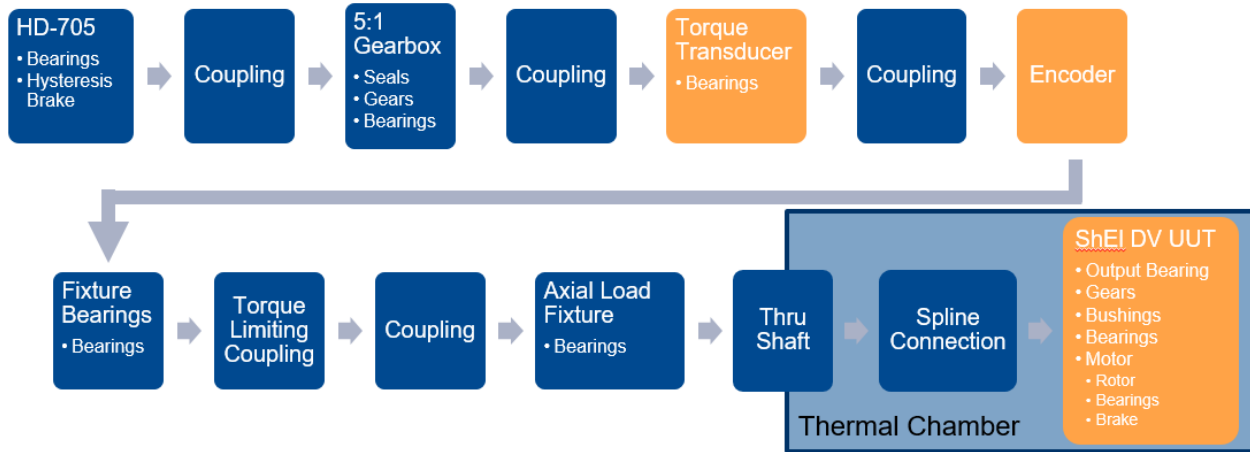 HD-705
• Bearings
• Hysteresis
Brake
Coupling
5:1
Gearbox
• Seals
• Gears
• Bearings
Coupling
Torque
Transducer
• Bearings
Coupling
Encoder
Fixture
Bearings
• Bearings
Torque
Limiting
Coupling
Coupling
Axial Load
Fixture
• Bearings
Thru
Shaft
Spline
Connection
ShEl DV UUT
• Output Bearing
• Gears
• Bushings
• Bearings
• Motor
• Rotor
• Bearings
• Brake
Thermal Chamber